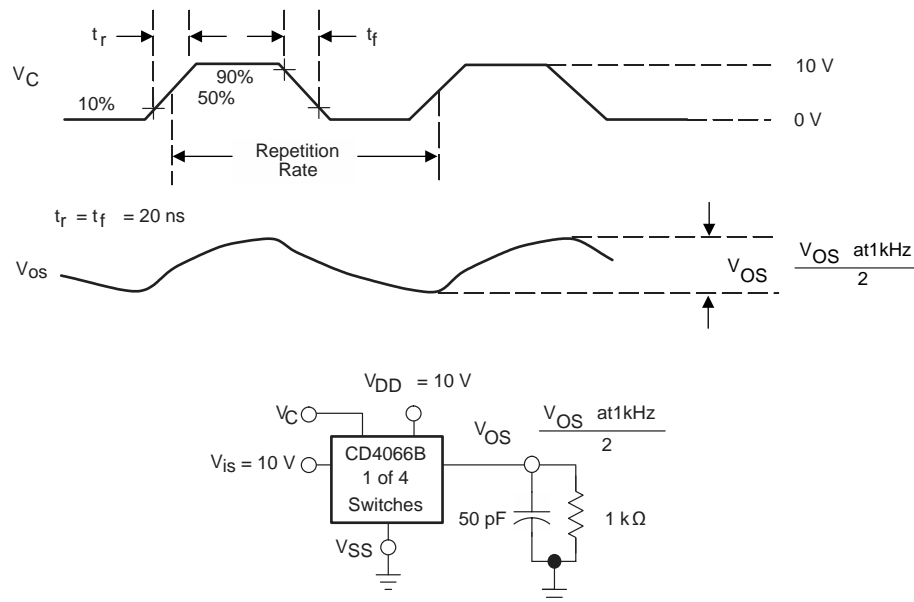 tr
tf
VC
10%
90%
50%
10 V
0 V
Repetition
Rate
tr = tf = 20 ns
Vos
VOS
VOS at1kHz
2
VDD = 10 V
VC
VOS
VOS at1kHz
2
Vis = 10 V
CD4066B
1 of 4
Switches
50 pF
1 kΩ
VSS